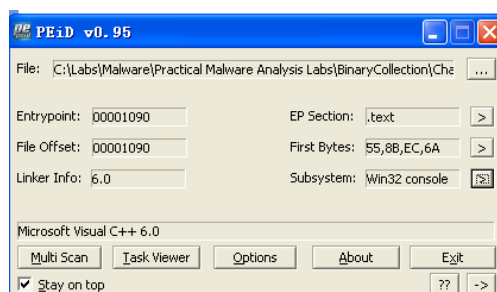 PEiD v0.95
File: C:\Labs\Malware\Practical Malware Analysis Labs\BinaryCollection\Cha ...
Entrypoint: 00001090 EP Section: .text >
File Offset: 00001090 First Bytes: 55,8B,EC,6A >
Linker Info: 6.0 Subsystem: Win32 console >
Microsoft Visual C++ 6.0
Multi Scan Task Viewer Options About Exit
Stay on top ?? ->